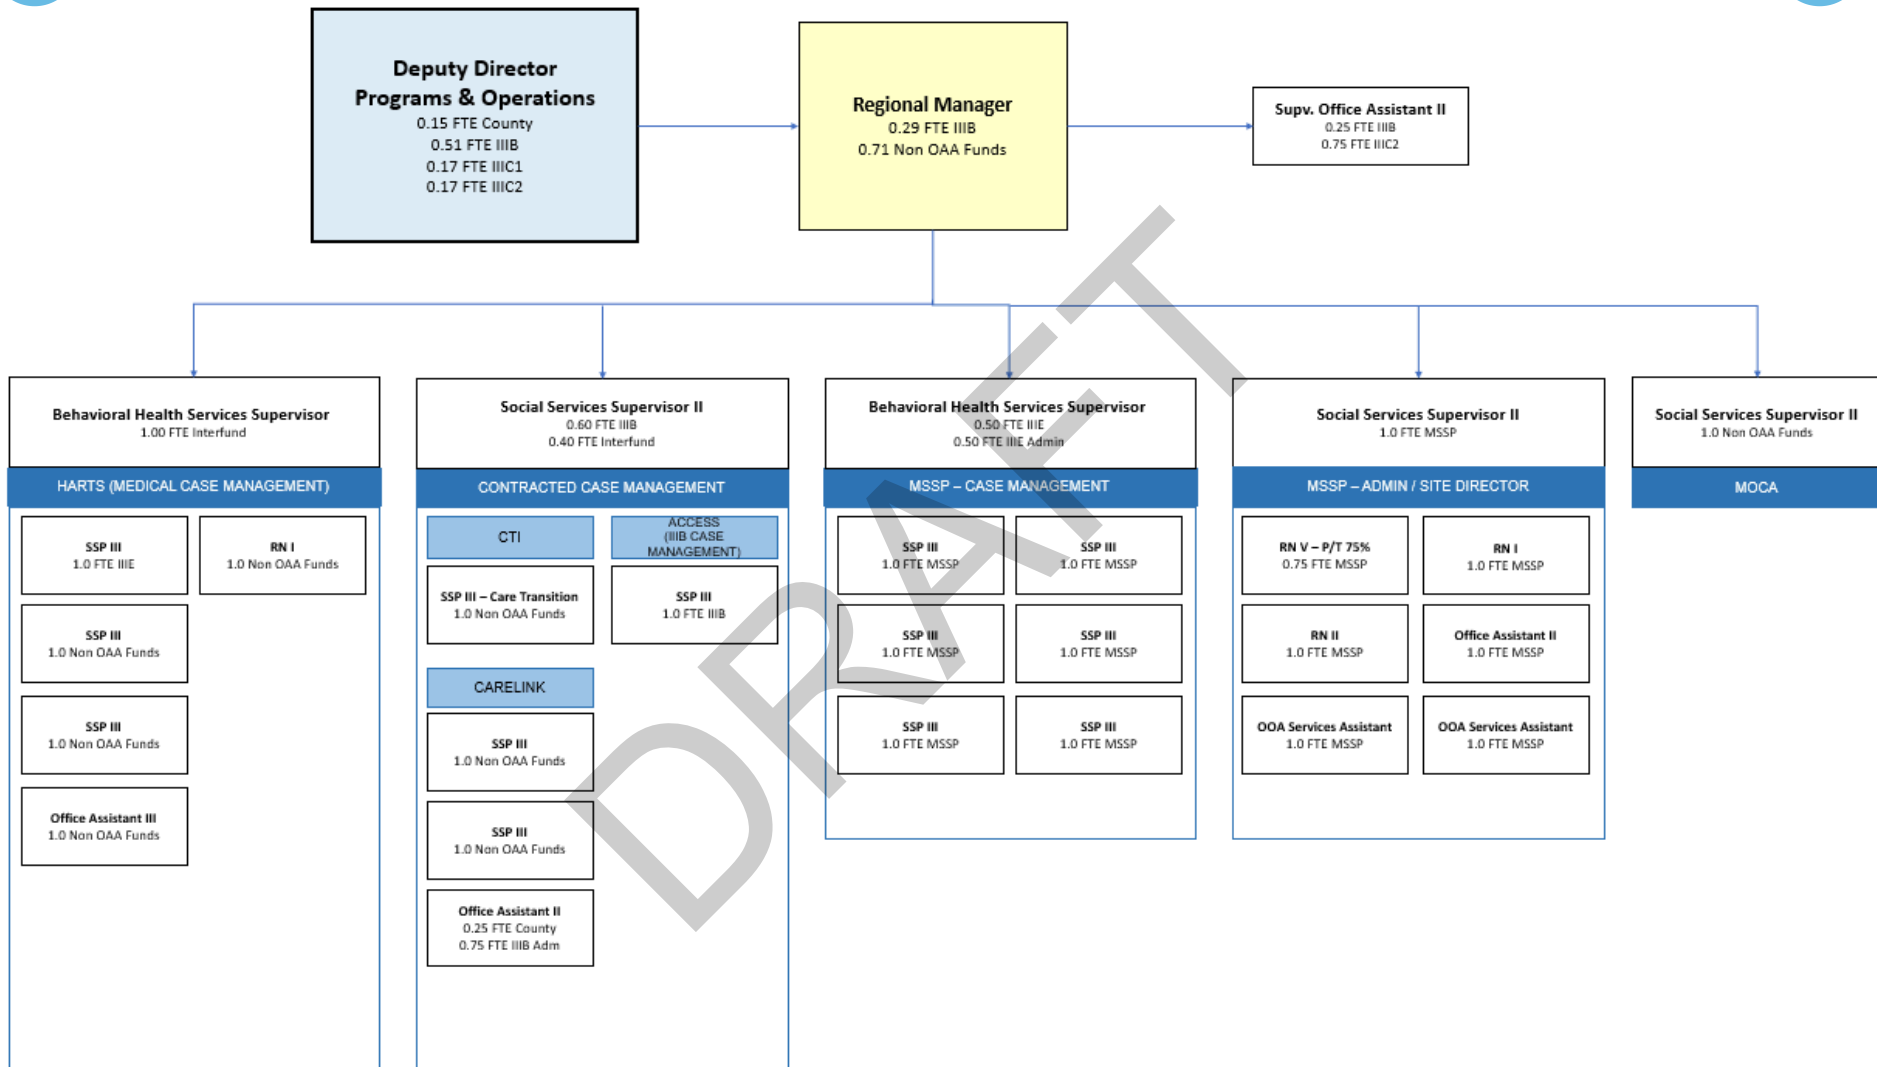 Deputy Director
Programs & Operations
0.15 FTE County
0.51 FTE IIIB
0.17 FTE IIIC1
0.17 FTE IIIC2
Regional Manager
0.29 FTE IIIB
0.71 Non OAA Funds
Supv. Office Assistant II
0.25 FTE IIIB
0.75 FTE IIIC2
Behavioral Health Services Supervisor
1.00 FTE Interfund
HARTS (MEDICAL CASE MANAGEMENT)
SSP III
1.0 FTE IIIE
RN I
1.0 Non OAA Funds
SSP III
1.0 Non OAA Funds
SSP III
1.0 Non OAA Funds
Office Assistant III
1.0 Non OAA Funds
Social Services Supervisor II
0.60 FTE IIIB
0.40 FTE Interfund
CONTRACTED CASE MANAGEMENT
CTI
SSP III – Care Transition
1.0 Non OAA Funds
ACCESS
(IIIB CASE
MANAGEMENT)
SSP III
1.0 FTE IIIB
CARELINK
SSP III
1.0 Non OAA Funds
SSP III
1.0 Non OAA Funds
Office Assistant II
0.25 FTE County
0.75 FTE IIIB Adm
Behavioral Health Services Supervisor
0.50 FTE IIIE
0.50 FTE IIIE Admin
MSSP – CASE MANAGEMENT
SSP III
1.0 FTE MSSP
SSP III
1.0 FTE MSSP
SSP III
1.0 FTE MSSP
SSP III
1.0 FTE MSSP
SSP III
1.0 FTE MSSP
SSP III
1.0 FTE MSSP
Social Services Supervisor II
1.0 FTE MSSP
MSSP – ADMIN / SITE DIRECTOR
RN V – P/T 75%
0.75 FTE MSSP
RN I
1.0 FTE MSSP
RN II
1.0 FTE MSSP
Office Assistant II
1.0 FTE MSSP
OOA Services Assistant
1.0 FTE MSSP
OOA Services Assistant
1.0 FTE MSSP
Social Services Supervisor II
1.0 Non OAA Funds
MOCA
DRAFT